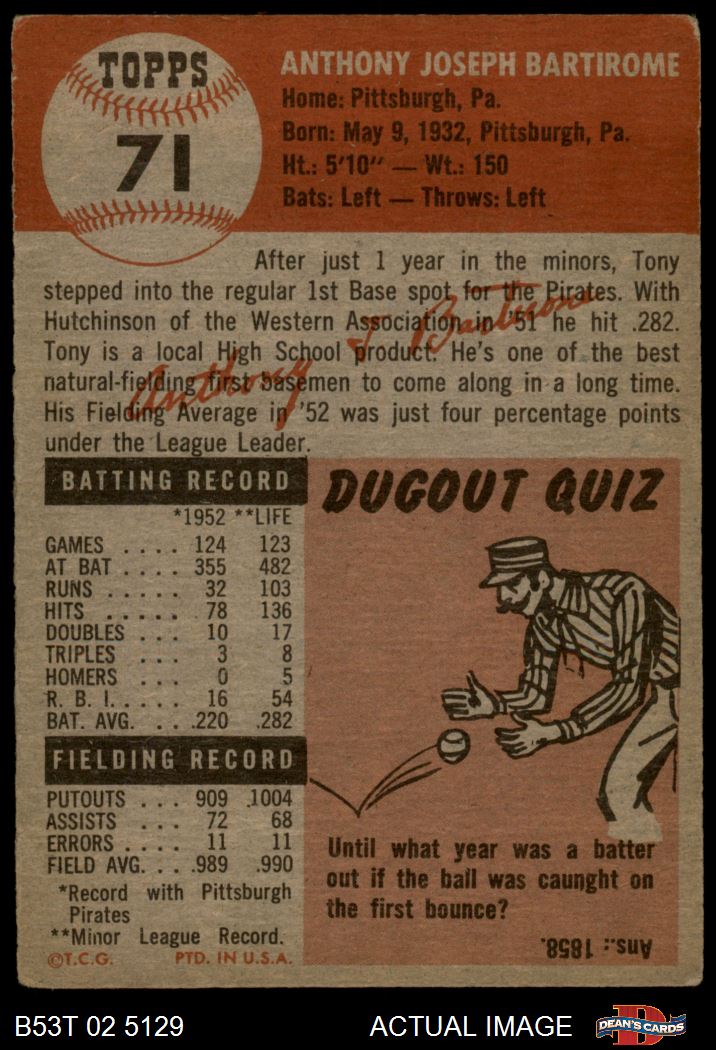 TOPPS
71
ANTHONY JOSEPH BARTIROME
Home: Pittsburgh, Pa.
Born: May 9, 1932, Pittsburgh, Pa.
Ht.: 5'10" — Wt.: 150
Bats: Left — Throws: Left
After just 1 year in the minors, Tony
stepped into the regular 1st Base spot for the Pirates. With
Hutchinson of the Western Association in '51 he hit .282.
Tony is a local High School product. He's one of the best
natural-fielding first basemen to come along in a long time.
His Fielding Average in '52 was just four percentage points
under the League Leader.
Anthony J Bartirome
BATTING RECORD
*1952 **LIFE
GAMES .... 124 123
AT BAT .... 355 482
RUNS ..... 32 103
HITS ..... 78 136
DOUBLES ... 10 17
TRIPLES ... 3 8
HOMERS ... 0 5
R. B. I. .... 16 54
BAT. AVG. ... .220 .282
FIELDING RECORD
PUTOUTS ... 909 1004
ASSISTS ... 72 68
ERRORS .... 11 11
FIELD AVG. .. .989 .990
*Record with Pittsburgh
Pirates
**Minor League Record.
©T.C.G. PTD. IN U.S.A.
DUGOUT QUIZ
Until what year was a batter
out if the ball was caunght on
the first bounce?
Ans.: 1858.
B53T 02 5129 ACTUAL IMAGE DEAN'S CARDS